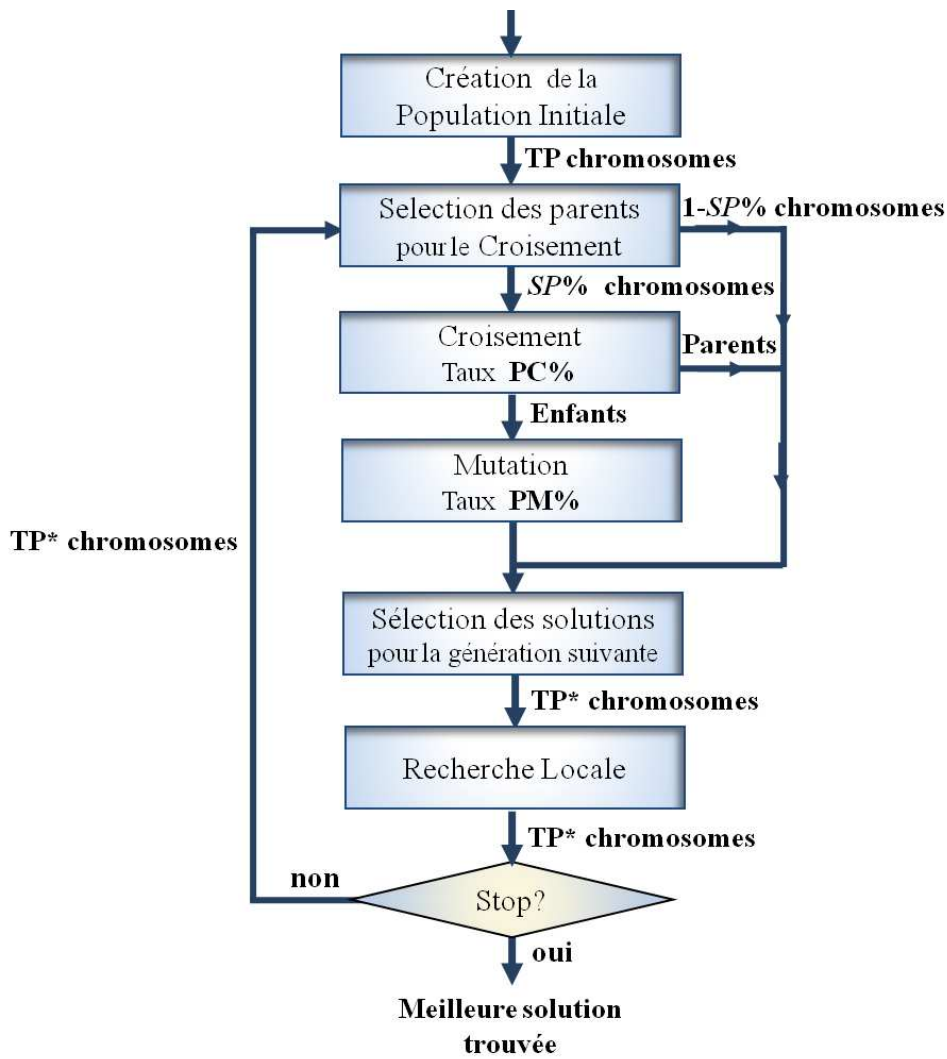 Création de la
Population Initiale
TP chromosomes
Selection des parents
pour le Croisement
1-SP% chromosomes
SP% chromosomes
Croisement
Taux PC%
Parents
Enfants
Mutation
Taux PM%
TP* chromosomes
Sélection des solutions
pour la génération suivante
TP* chromosomes
Recherche Locale
TP* chromosomes
non
Stop?
oui
Meilleure solution
trouvée